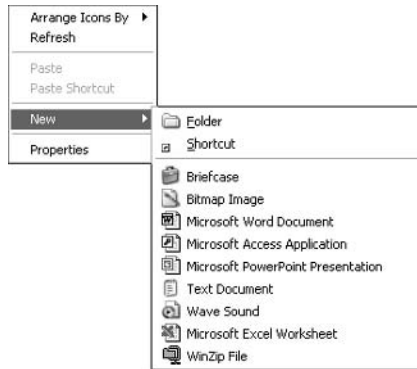 Arrange Icons By
Refresh
Paste
Paste Shortcut
New
Properties
Folder
Shortcut
Briefcase
Bitmap Image
Microsoft Word Document
Microsoft Access Application
Microsoft PowerPoint Presentation
Text Document
Wave Sound
Microsoft Excel Worksheet
WinZip File